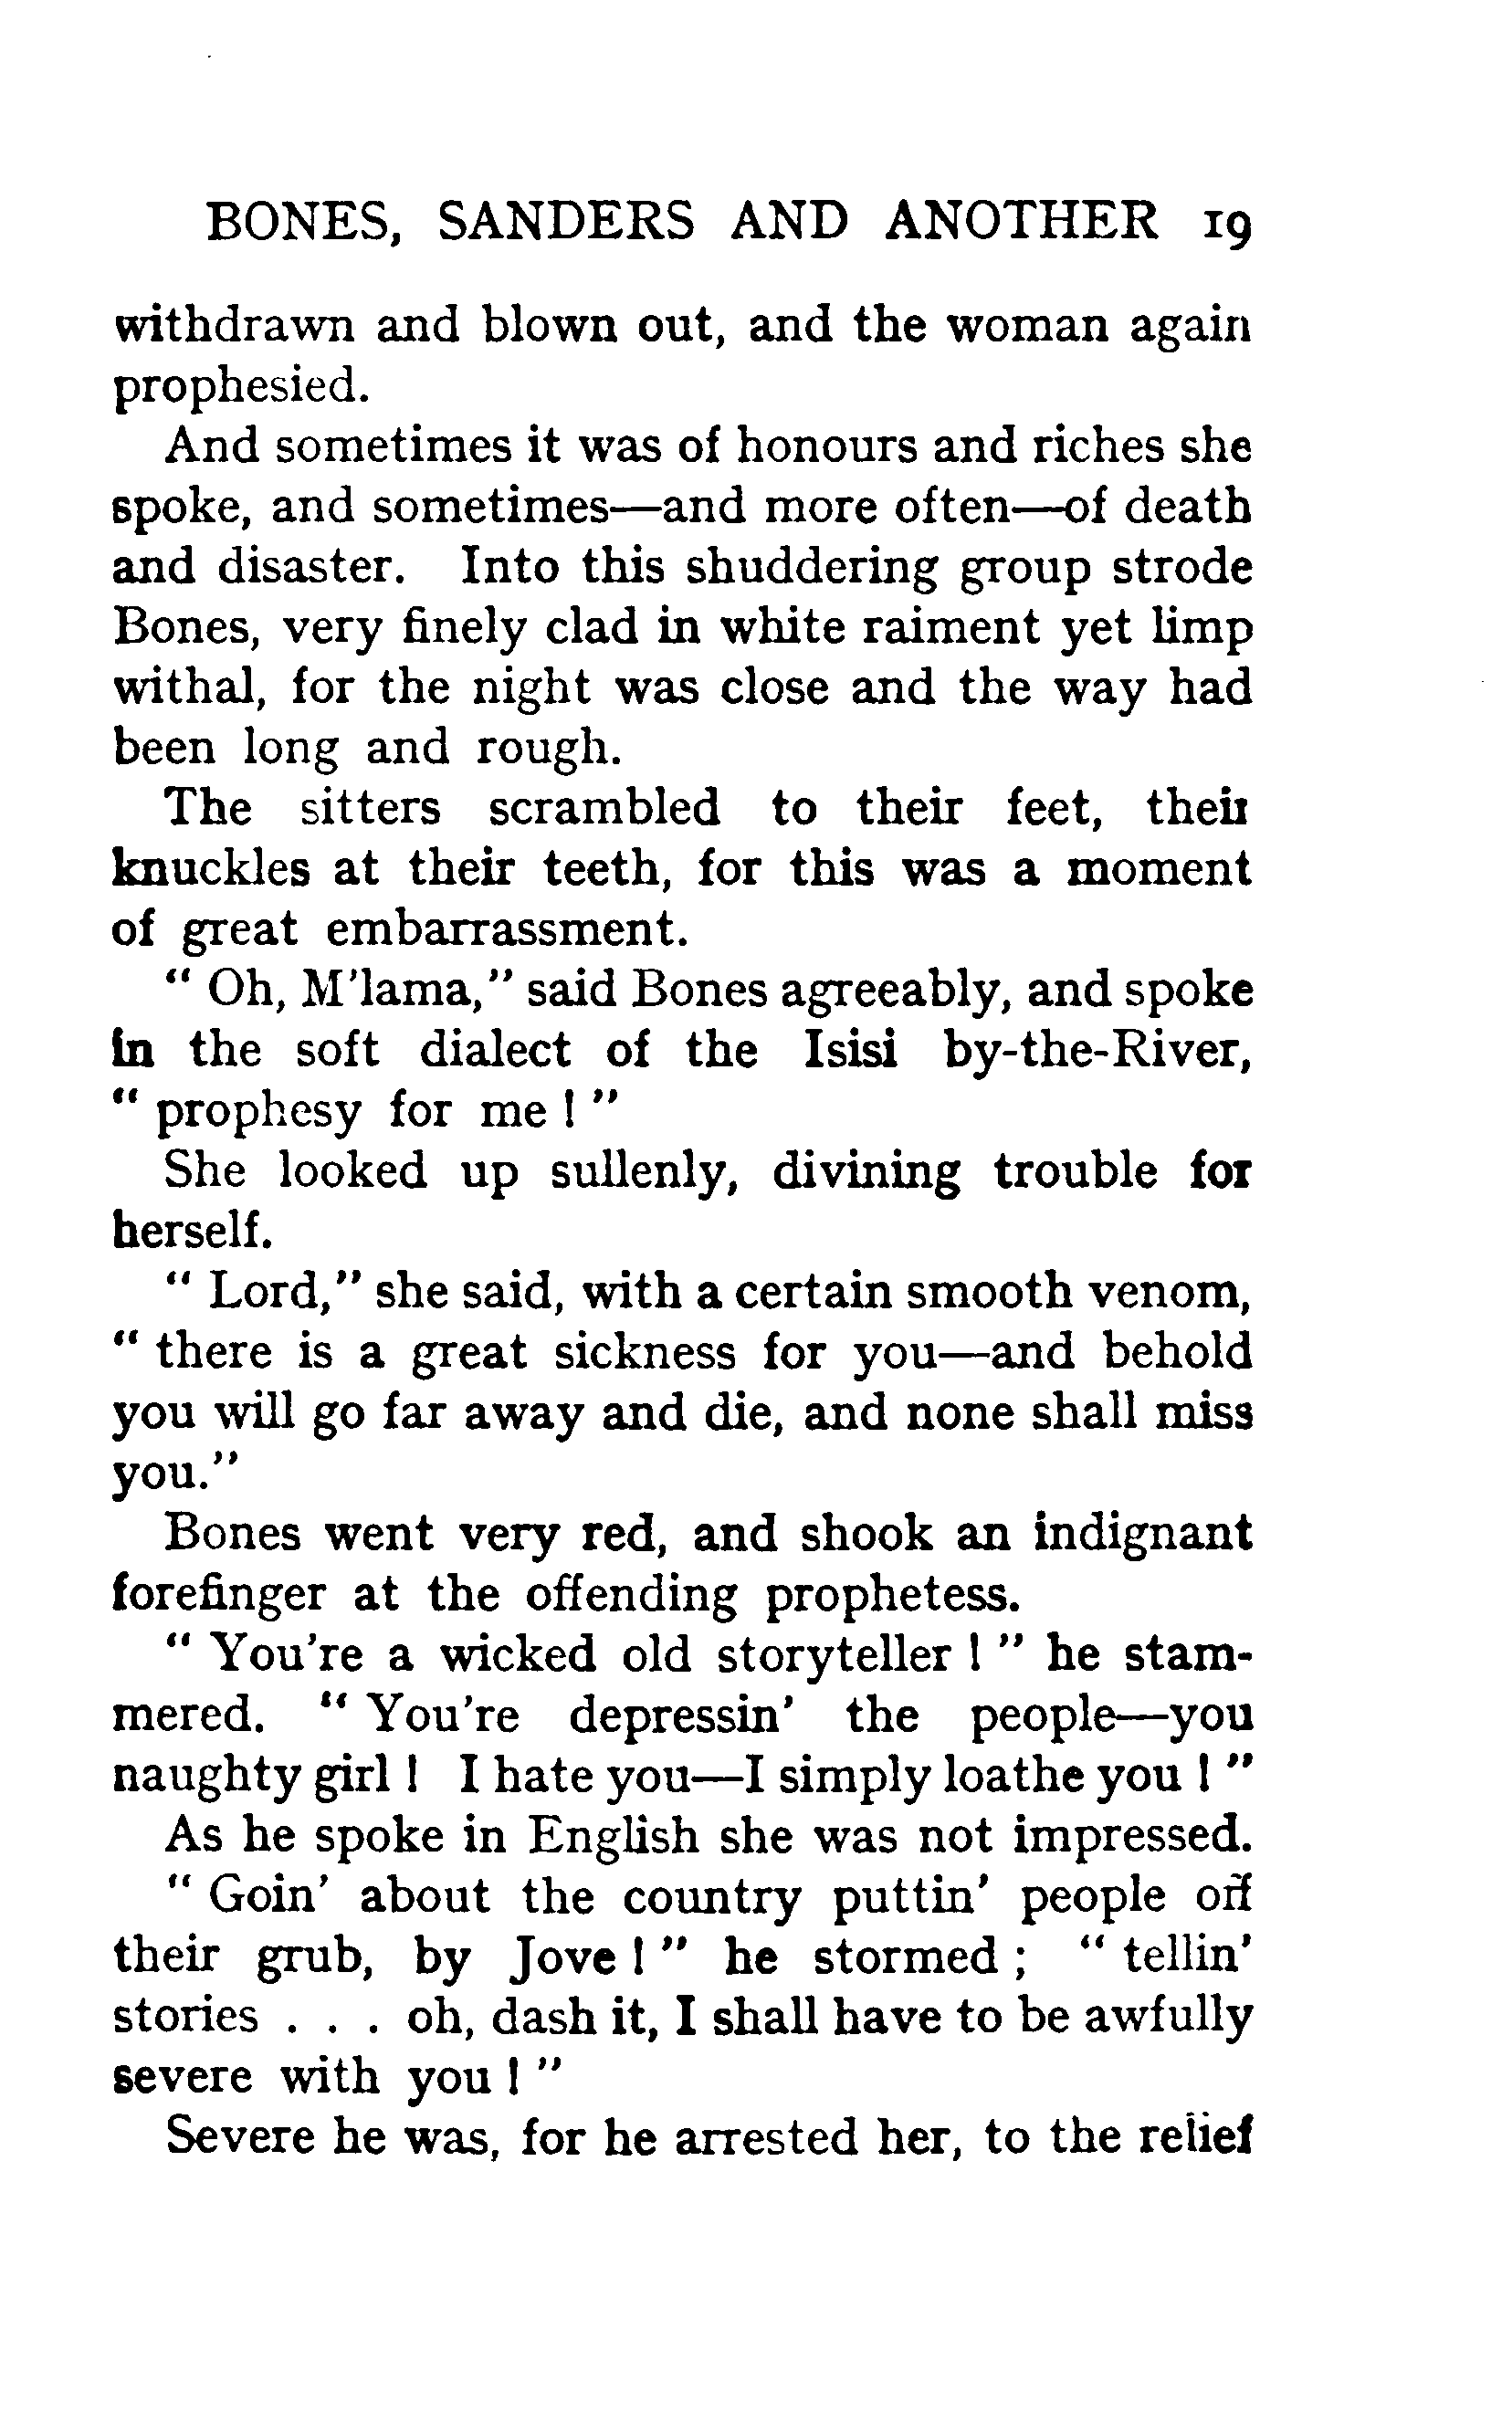 BONES, SANDERS AND ANOTHER 19
withdrawn and blown out, and the woman again
prophesied.
And sometimes it was of honours and riches she
spoke, and sometimes—and more often—of death
and disaster. Into this shuddering group strode
Bones, very finely clad in white raiment yet limp
withal, for the night was close and the way had
been long and rough.
The sitters scrambled to their feet, their
knuckles at their teeth, for this was a moment
of great embarrassment.
" Oh, M'lama," said Bones agreeably, and spoke
in the soft dialect of the Isisi by-the-River,
" prophesy for me ! "
She looked up sullenly, divining trouble for
herself.
" Lord," she said, with a certain smooth venom,
" there is a great sickness for you—and behold
you will go far away and die, and none shall miss
you."
Bones went very red, and shook an indignant
forefinger at the offending prophetess.
" You're a wicked old storyteller ! " he stam-
mered. " You're depressin' the people—you
naughty girl ! I hate you—I simply loathe you ! "
As he spoke in English she was not impressed.
" Goin' about the country puttin' people off
their grub, by Jove ! " he stormed ; " tellin'
stories . . . oh, dash it, I shall have to be awfully
severe with you ! "
Severe he was, for he arrested her, to the relief